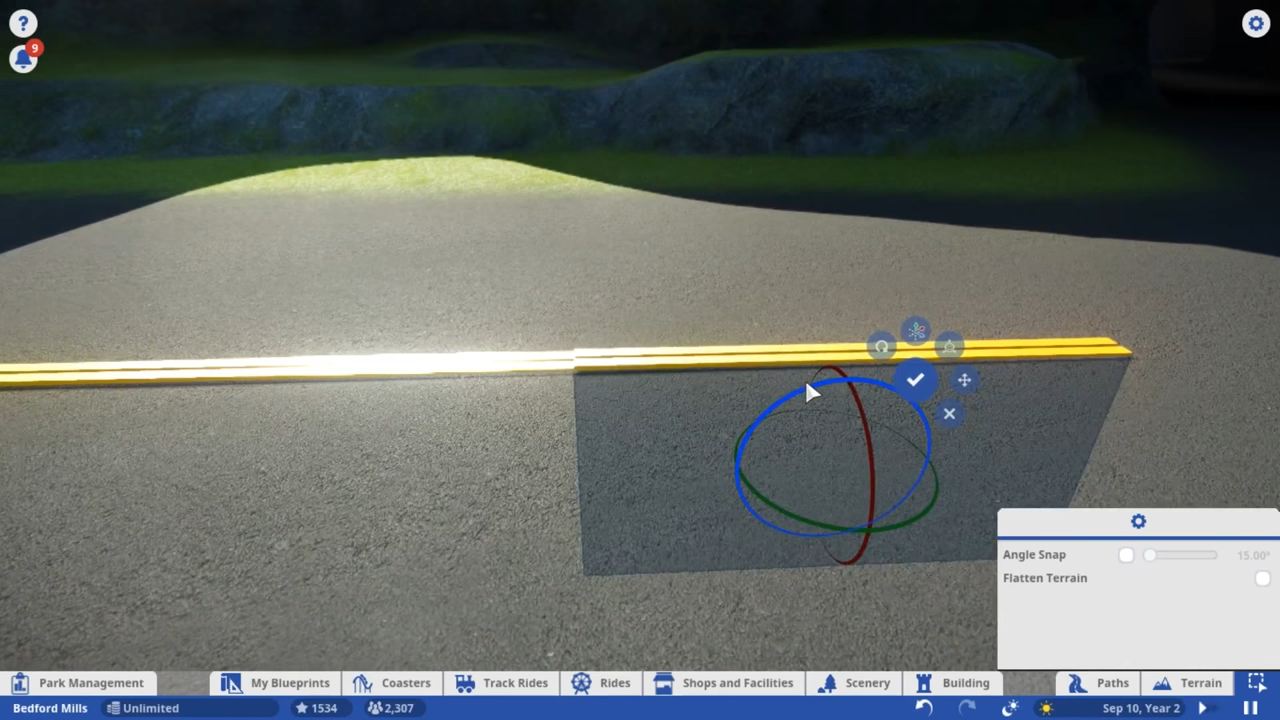 ?
9
Angle Snap 15.00°
Flatten Terrain
Park Management My Blueprints Coasters Track Rides Rides Shops and Facilities Scenery Building Paths Terrain
Bedford Mills Unlimited 1534 2,307 Sep 10, Year 2